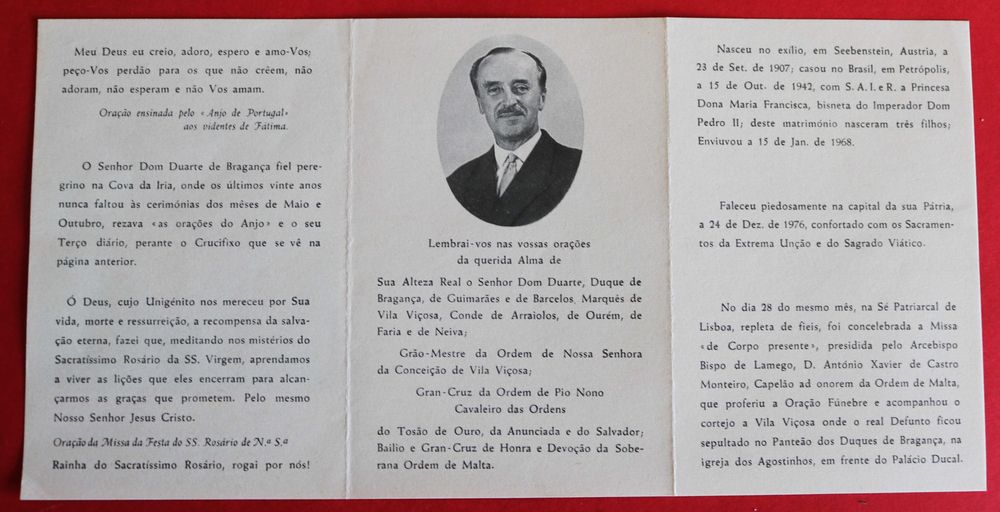 Meu Deus eu creio, adoro, espero e amo-Vos;
peço-Vos perdão para os que não crêem, não
adoram, não esperam e não Vos amam.
Oração ensinada pelo «Anjo de Portugal»
aos videntes de Fátima.
O Senhor Dom Duarte de Bragança fiel pere-
grino na Cova da Iria, onde os últimos vinte anos
nunca faltou às cerimónias dos mêses de Maio e
Outubro, rezava «as orações do Anjo» e o seu
Terço diário, perante o Crucifixo que se vê na
página anterior.
Ó Deus, cujo Unigénito nos mereceu por Sua
vida, morte e ressurreição, a recompensa da salva-
ção eterna, fazei que, meditando nos mistérios do
Sacratíssimo Rosário da SS. Virgem, aprendamos
a viver as lições que eles encerram para alcan-
çarmos as graças que prometem. Pelo mesmo
Nosso Senhor Jesus Cristo.
Oração da Missa da Festa do SS. Rosário de N.ª S.ª
Rainha do Sacratíssimo Rosário, rogai por nós!
Lembrai-vos nas vossas orações
da querida Alma de
Sua Alteza Real o Senhor Dom Duarte, Duque de
Bragança, de Guimarães e de Barcelos, Marquês de
Vila Viçosa, Conde de Arraiolos, de Ourém, de
Faria e de Neiva;
Grão-Mestre da Ordem de Nossa Senhora
da Conceição de Vila Viçosa;
Gran-Cruz da Ordem de Pio Nono
Cavaleiro das Ordens
do Tosão de Ouro, da Anunciada e do Salvador;
Bailio e Gran-Cruz de Honra e Devoção da Sobe-
rana Ordem de Malta.
Nasceu no exílio, em Seebenstein, Austria, a
23 de Set. de 1907; casou no Brasil, em Petrópolis,
a 15 de Out. de 1942, com S. A. I. e R. a Princesa
Dona Maria Francisca, bisneta do Imperador Dom
Pedro II; deste matrimónio nasceram três filhos;
Enviuvou a 15 de Jan. de 1968.
Faleceu piedosamente na capital da sua Pátria,
a 24 de Dez. de 1976, confortado com os Sacramen-
tos da Extrema Unção e do Sagrado Viático.
No dia 28 do mesmo mês, na Sé Patriarcal de
Lisboa, repleta de fieis, foi concelebrada a Missa
«de Corpo presente», presidida pelo Arcebispo
Bispo de Lamego, D. António Xavier de Castro
Monteiro, Capelão ad onorem da Ordem de Malta,
que proferiu a Oração Fúnebre e acompanhou o
cortejo a Vila Viçosa onde o real Defunto ficou
sepultado no Panteão dos Duques de Bragança, na
igreja dos Agostinhos, em frente do Palácio Ducal.